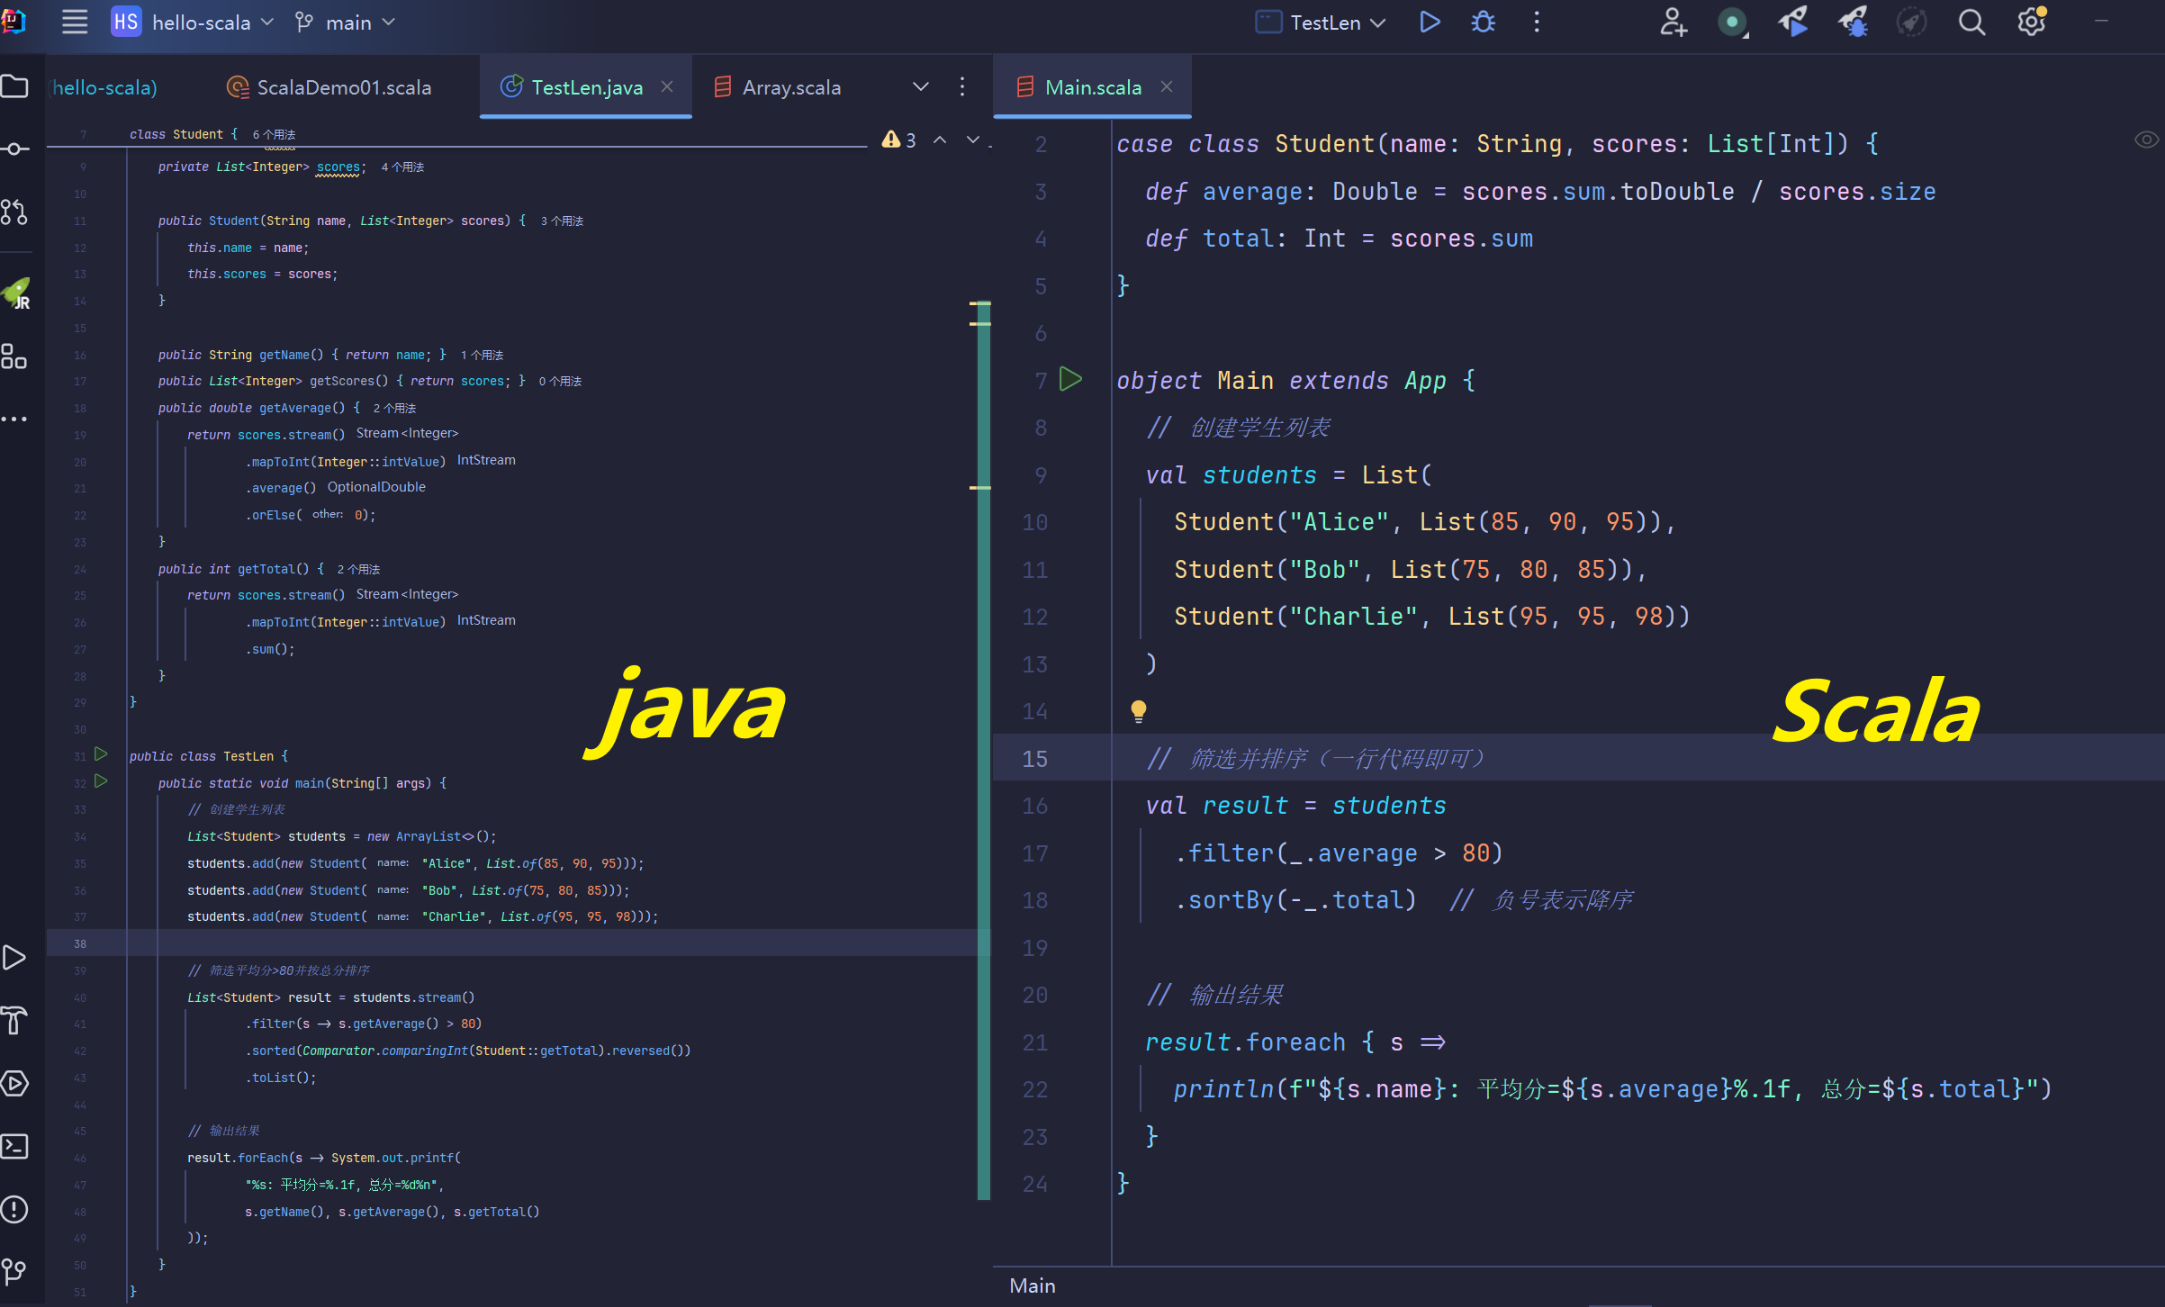 HS hello-scala main TestLen
hello-scala) ScalaDemo01.scala TestLen.java Array.scala Main.scala
7 class Student { 6 个用法
3
9 private List<Integer> scores; 4 个用法
10
11 public Student(String name, List<Integer> scores) { 3 个用法
12 this.name = name;
13 this.scores = scores;
14 }
15
16 public String getName() { return name; } 1 个用法
17 public List<Integer> getScores() { return scores; } 0 个用法
18 public double getAverage() { 2 个用法
19 return scores.stream() Stream<Integer>
20 .mapToInt(Integer::intValue) IntStream
21 .average() OptionalDouble
22 .orElse( other: 0);
23 }
24 public int getTotal() { 2 个用法
25 return scores.stream() Stream<Integer>
26 .mapToInt(Integer::intValue) IntStream
27 .sum();
28 }
29 }
30
31 public class TestLen {
32 public static void main(String[] args) {
33 // 创建学生列表
34 List<Student> students = new ArrayList<>();
35 students.add(new Student( name: "Alice", List.of(85, 90, 95)));
36 students.add(new Student( name: "Bob", List.of(75, 80, 85)));
37 students.add(new Student( name: "Charlie", List.of(95, 95, 98)));
38
39 // 筛选平均分>80并按总分排序
40 List<Student> result = students.stream()
41 .filter(s -> s.getAverage() > 80)
42 .sorted(Comparator.comparingInt(Student::getTotal).reversed())
43 .toList();
44
45 // 输出结果
46 result.forEach(s -> System.out.printf(
47 "%s: 平均分=%.1f, 总分=%d%n",
48 s.getName(), s.getAverage(), s.getTotal()
49 ));
50 }
51 }
java
JR
2 case class Student(name: String, scores: List[Int]) {
3 def average: Double = scores.sum.toDouble / scores.size
4 def total: Int = scores.sum
5 }
6
7 object Main extends App {
8 // 创建学生列表
9 val students = List(
10 Student("Alice", List(85, 90, 95)),
11 Student("Bob", List(75, 80, 85)),
12 Student("Charlie", List(95, 95, 98))
13 )
14
15 // 筛选并排序（一行代码即可）
16 val result = students
17 .filter(_.average > 80)
18 .sortBy(-_.total) // 负号表示降序
19
20 // 输出结果
21 result.foreach { s =>
22 println(f"${s.name}: 平均分=${s.average}%.1f, 总分=${s.total}")
23 }
24 }
Scala
Main